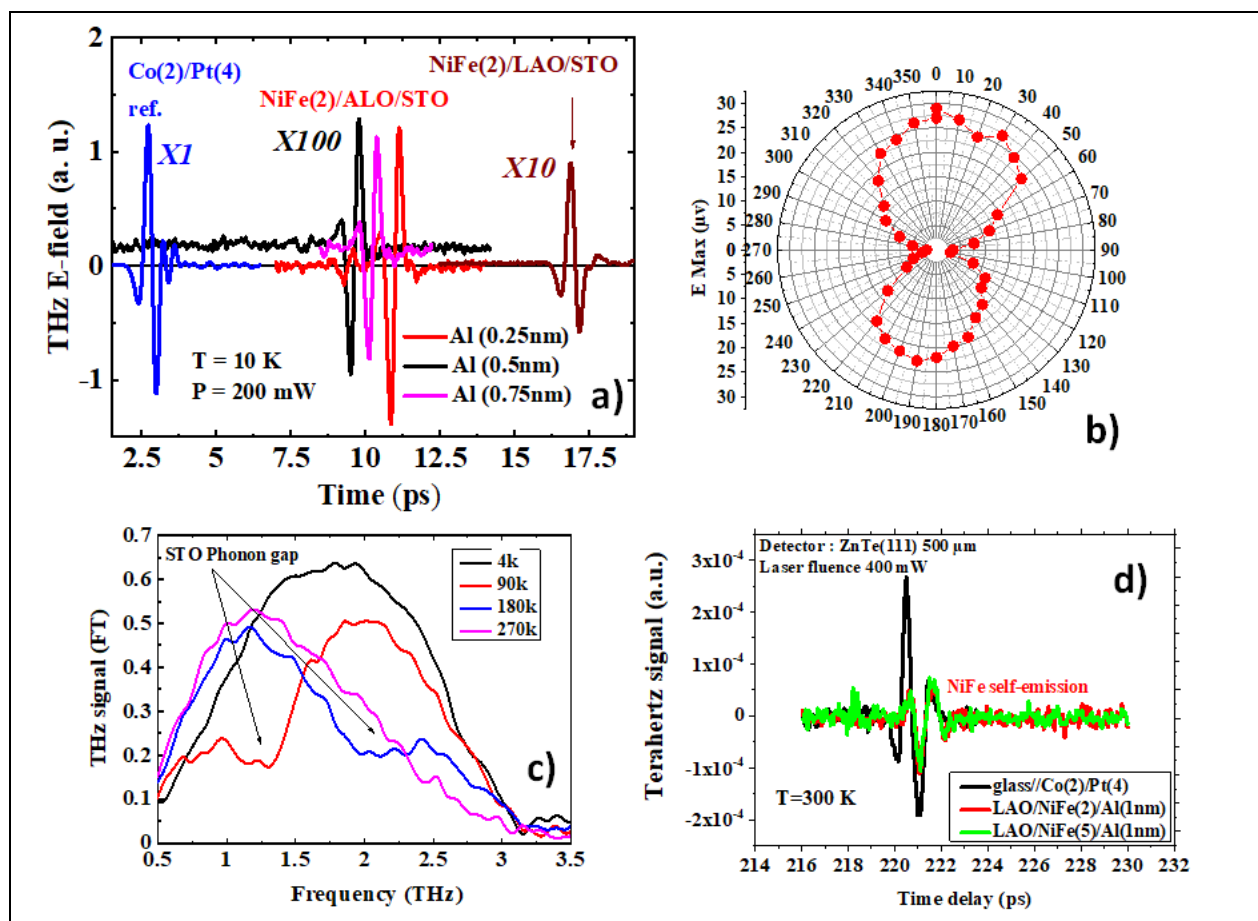 2
1
0
-1
THz E-field (a. u.)
Co(2)/Pt(4)
ref.
X1
NiFe(2)/LAO/STO
NiFe(2)/ALO/STO
X100
X10
T = 10 K
P = 200 mW
Al (0.25nm)
Al (0.5nm)
Al (0.75nm)
a)
2.5 5 7.5 10 12.5 15 17.5
Time (ps)
30
25
20
15
10
5
0
5
10
15
20
25
30
E Max (µv)
0
10
20
30
40
50
60
70
80
90
100
110
120
130
140
150
160
170
180
190
200
210
220
230
240
250
260
270
280
290
300
310
320
330
340
350
b)
0.7
0.6
0.5
0.4
0.3
0.2
0.1
0
THz signal (FT)
STO Phonon gap
4k
90k
180k
270k
c)
0.5 1 1.5 2 2.5 3 3.5
Frequency (THz)
3x10⁻⁴
2x10⁻⁴
1x10⁻⁴
0
-1x10⁻⁴
-2x10⁻⁴
Terahertz signal (a.u.)
Detector : ZnTe(111) 500 µm
Laser fluence 400 mW
d)
NiFe self-emission
T=300 K
glass//Co(2)/Pt(4)
LAO/NiFe(2)/Al(1nm)
LAO/NiFe(5)/Al(1nm)
214 216 218 220 222 224 226 228 230 232
Time delay (ps)